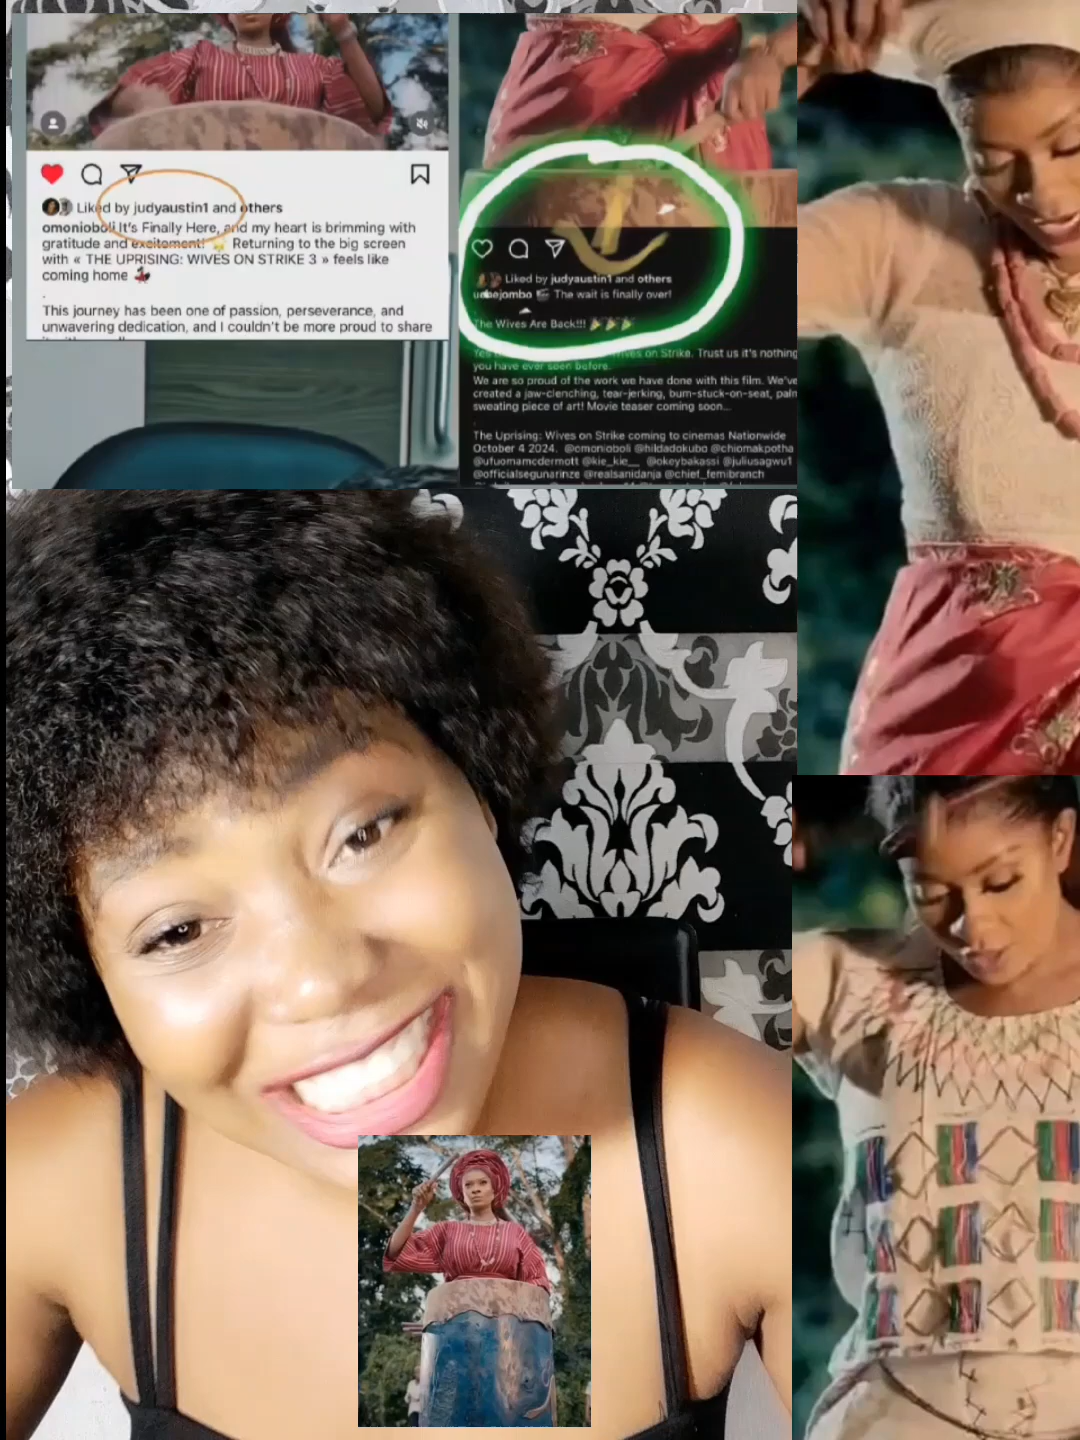 Liked by judyaustin1 and others
omonioboli It's Finally Here, and my heart is brimming with
gratitude and excitement!
Returning to the big screen
with « THE UPRISING: WIVES ON STRIKE 3 » feels like
coming home 💃
.
This journey has been one of passion, perseverance, and
unwavering dedication, and I couldn't be more proud to share
Liked by judyaustin1 and others
uchejombo 🎬 The wait is finally over!
The Wives Are Back!!! 🎉🎉🎉
Wives on Strike. Trust us it's nothing
you have ever seen before.
We are so proud of the work we have done with this film. We've
created a jaw-clenching, tear-jerking, bum-stuck-on-seat, palm
sweating piece of art! Movie teaser coming soon...
The Uprising: Wives on Strike coming to cinemas Nationwide
October 4 2024. @omonioboli @hildadokubo @chiomakpotha
@ufuomamcdermott @kie_kie__ @okeybakassi @juliusagwu1
@officialsegunarinze @realsanidanja @chief_femibranch